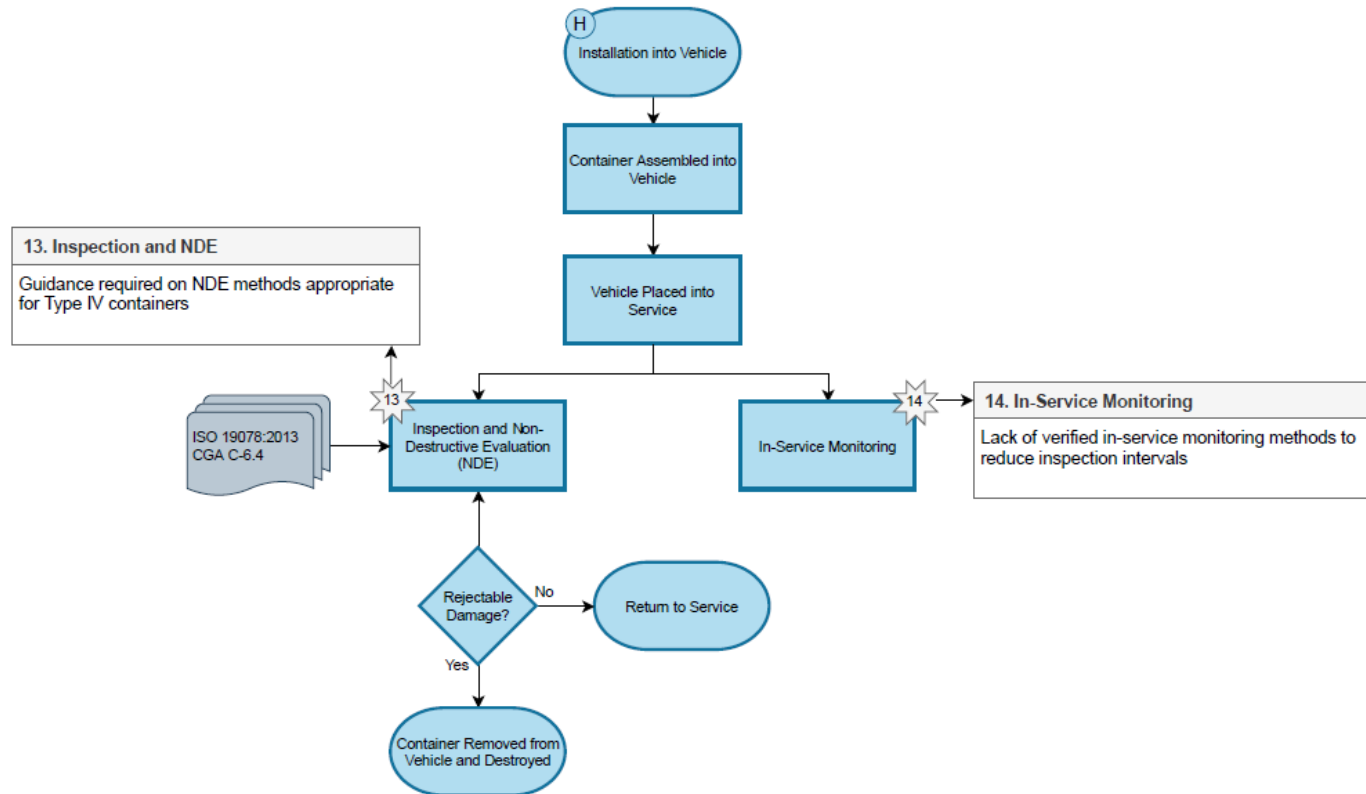 H
Installation into Vehicle
Container Assembled into
Vehicle
13. Inspection and NDE
Guidance required on NDE methods appropriate
for Type IV containers
Vehicle Placed into
Service
13
ISO 19078:2013
CGA C-6.4
Inspection and Non-
Destructive Evaluation
(NDE)
In-Service Monitoring
14
14. In-Service Monitoring
Lack of verified in-service monitoring methods to
reduce inspection intervals
Rejectable
Damage?
No
Return to Service
Yes
Container Removed from
Vehicle and Destroyed